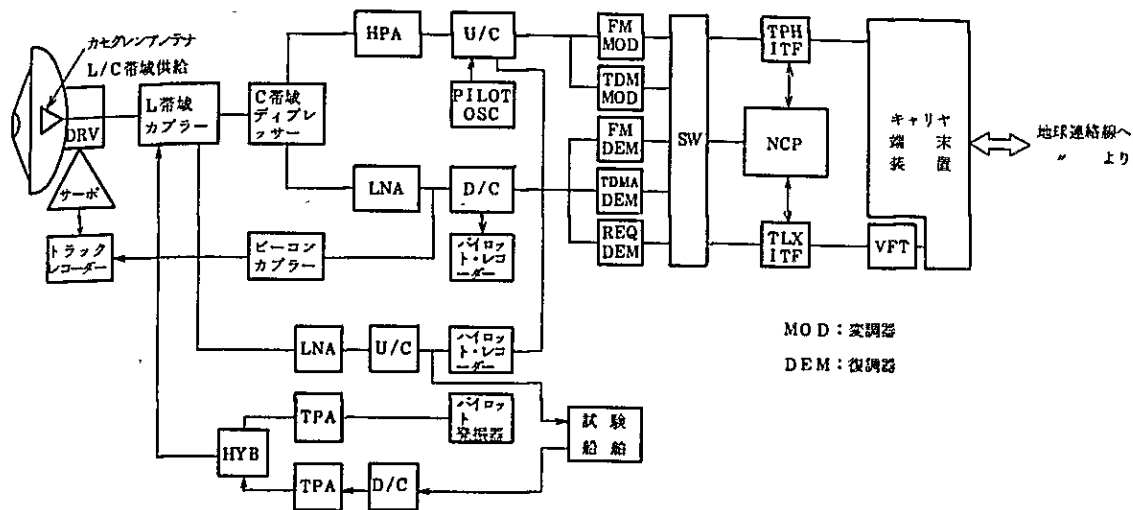 カセグレンアンテナ
L/C帯域供給
DRV
サーボ
トラック
レコーダー
L帯域
カプラー
C帯域
ディプレ
ッサー
HPA
U/C
PILOT
OSC
LNA
D/C
ビーコン
カプラー
パイロッ
ト・レコ
ーダー
FM
MOD
TDM
MOD
FM
DEM
TDMA
DEM
REQ
DEM
SW
TPH
ITF
NCP
TLX
ITF
VFT
キャリヤ
端末
装置
地球連絡線へ
〃 より
LNA
U/C
パイロッ
ト・レコ
ーダー
MOD:変調器
DEM:復調器
TPA
パイロッ
ト
発振器
HYB
TPA
D/C
試験
船舶